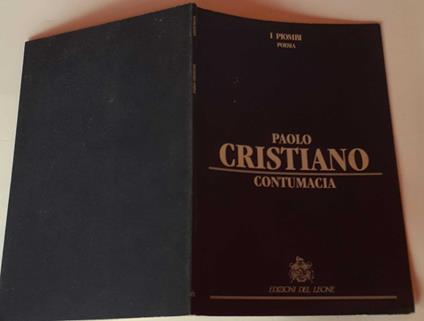 I PIOMBI
POESIA
PAOLO
CRISTIANO
CONTUMACIA
EDIZIONI DEL LEONE